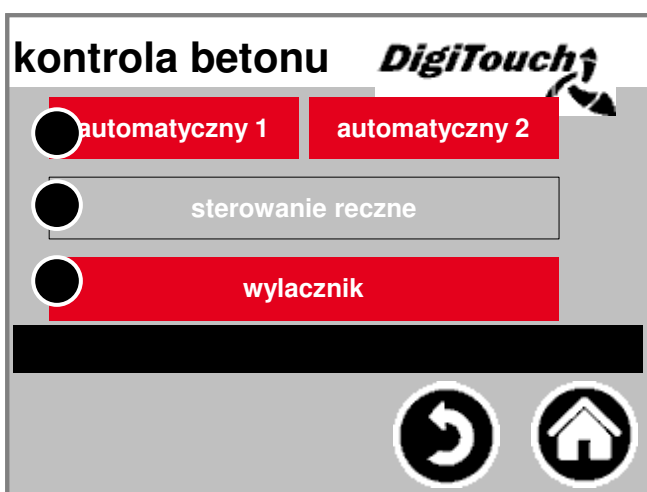 kontrola betonu DigiTouch
automatyczny 1 automatyczny 2
sterowanie reczne
wylacznik